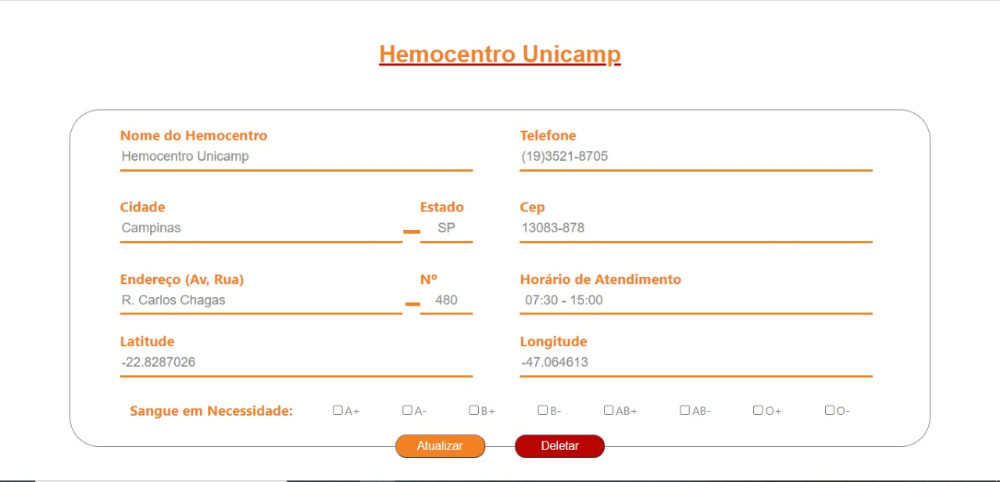 Hemocentro Unicamp
Nome do Hemocentro
Hemocentro Unicamp
Telefone
(19)3521-8705
Cidade
Campinas
Estado
SP
Cep
13083-878
Endereço (Av, Rua)
R. Carlos Chagas
Nº
480
Horário de Atendimento
07:30 - 15:00
Latitude
-22.8287026
Longitude
-47.064613
Sangue em Necessidade: A+ A- B+ B- AB+ AB- O+ O-
Atualizar
Deletar